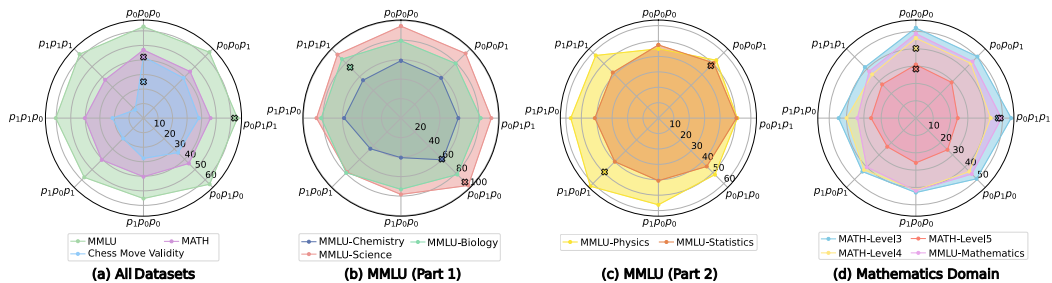 p₀p₀p₀
p₀p₀p₁
p₀p₁p₁
p₀p₁p₀
p₁p₀p₀
p₁p₀p₁
p₁p₁p₀
p₁p₁p₁
10
20
30
40
50
60
MMLU
MATH
Chess Move Validity
(a) All Datasets
p₀p₀p₀
p₀p₀p₁
p₀p₁p₁
p₀p₁p₀
p₁p₀p₀
p₁p₀p₁
p₁p₁p₀
p₁p₁p₁
20
40
60
80
100
MMLU-Chemistry
MMLU-Biology
MMLU-Science
(b) MMLU (Part 1)
p₀p₀p₀
p₀p₀p₁
p₀p₁p₁
p₀p₁p₀
p₁p₀p₀
p₁p₀p₁
p₁p₁p₀
p₁p₁p₁
10
20
30
40
50
60
MMLU-Physics
MMLU-Statistics
(c) MMLU (Part 2)
p₀p₀p₀
p₀p₀p₁
p₀p₁p₁
p₀p₁p₀
p₁p₀p₀
p₁p₀p₁
p₁p₁p₀
p₁p₁p₁
10
20
30
40
50
MATH-Level3
MATH-Level5
MATH-Level4
MMLU-Mathematics
(d) Mathematics Domain